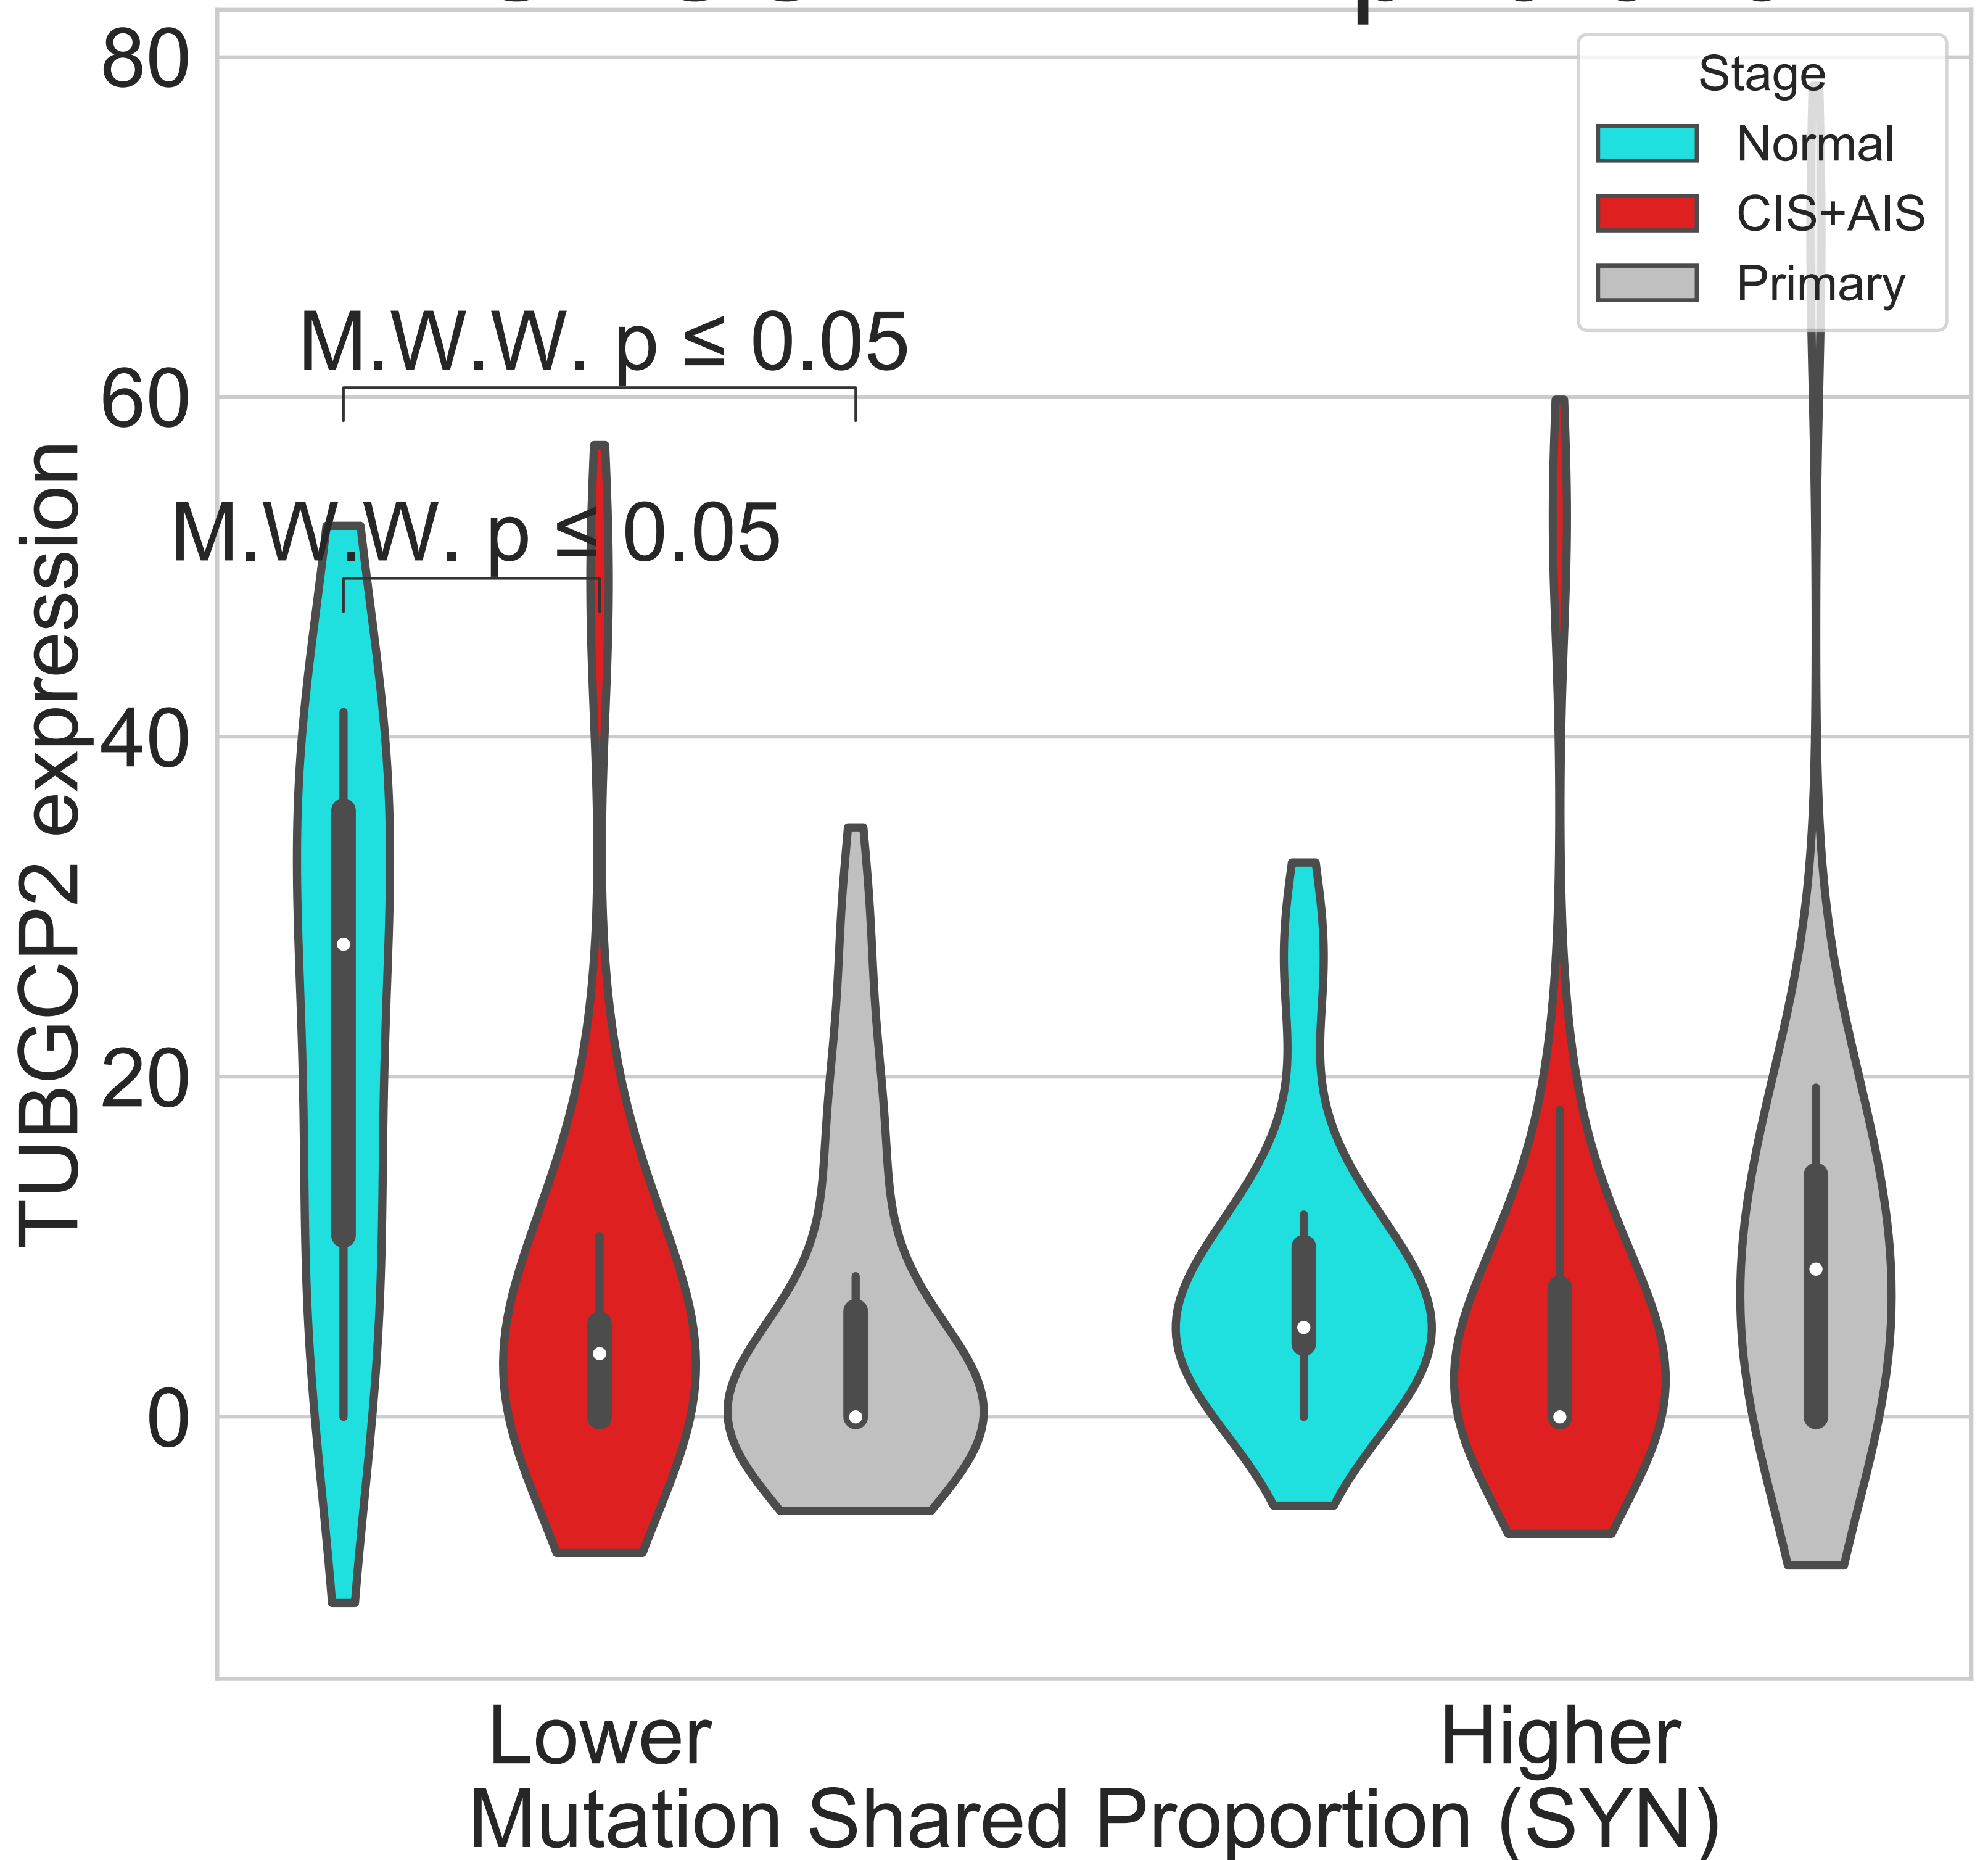 80
60
40
20
0
TUBGCP2 expression
Stage
Normal
CIS+AIS
Primary
M.W.W. p ≤ 0.05
M.W.W. p ≤ 0.05
Lower
Higher
Mutation Shared Proportion (SYN)